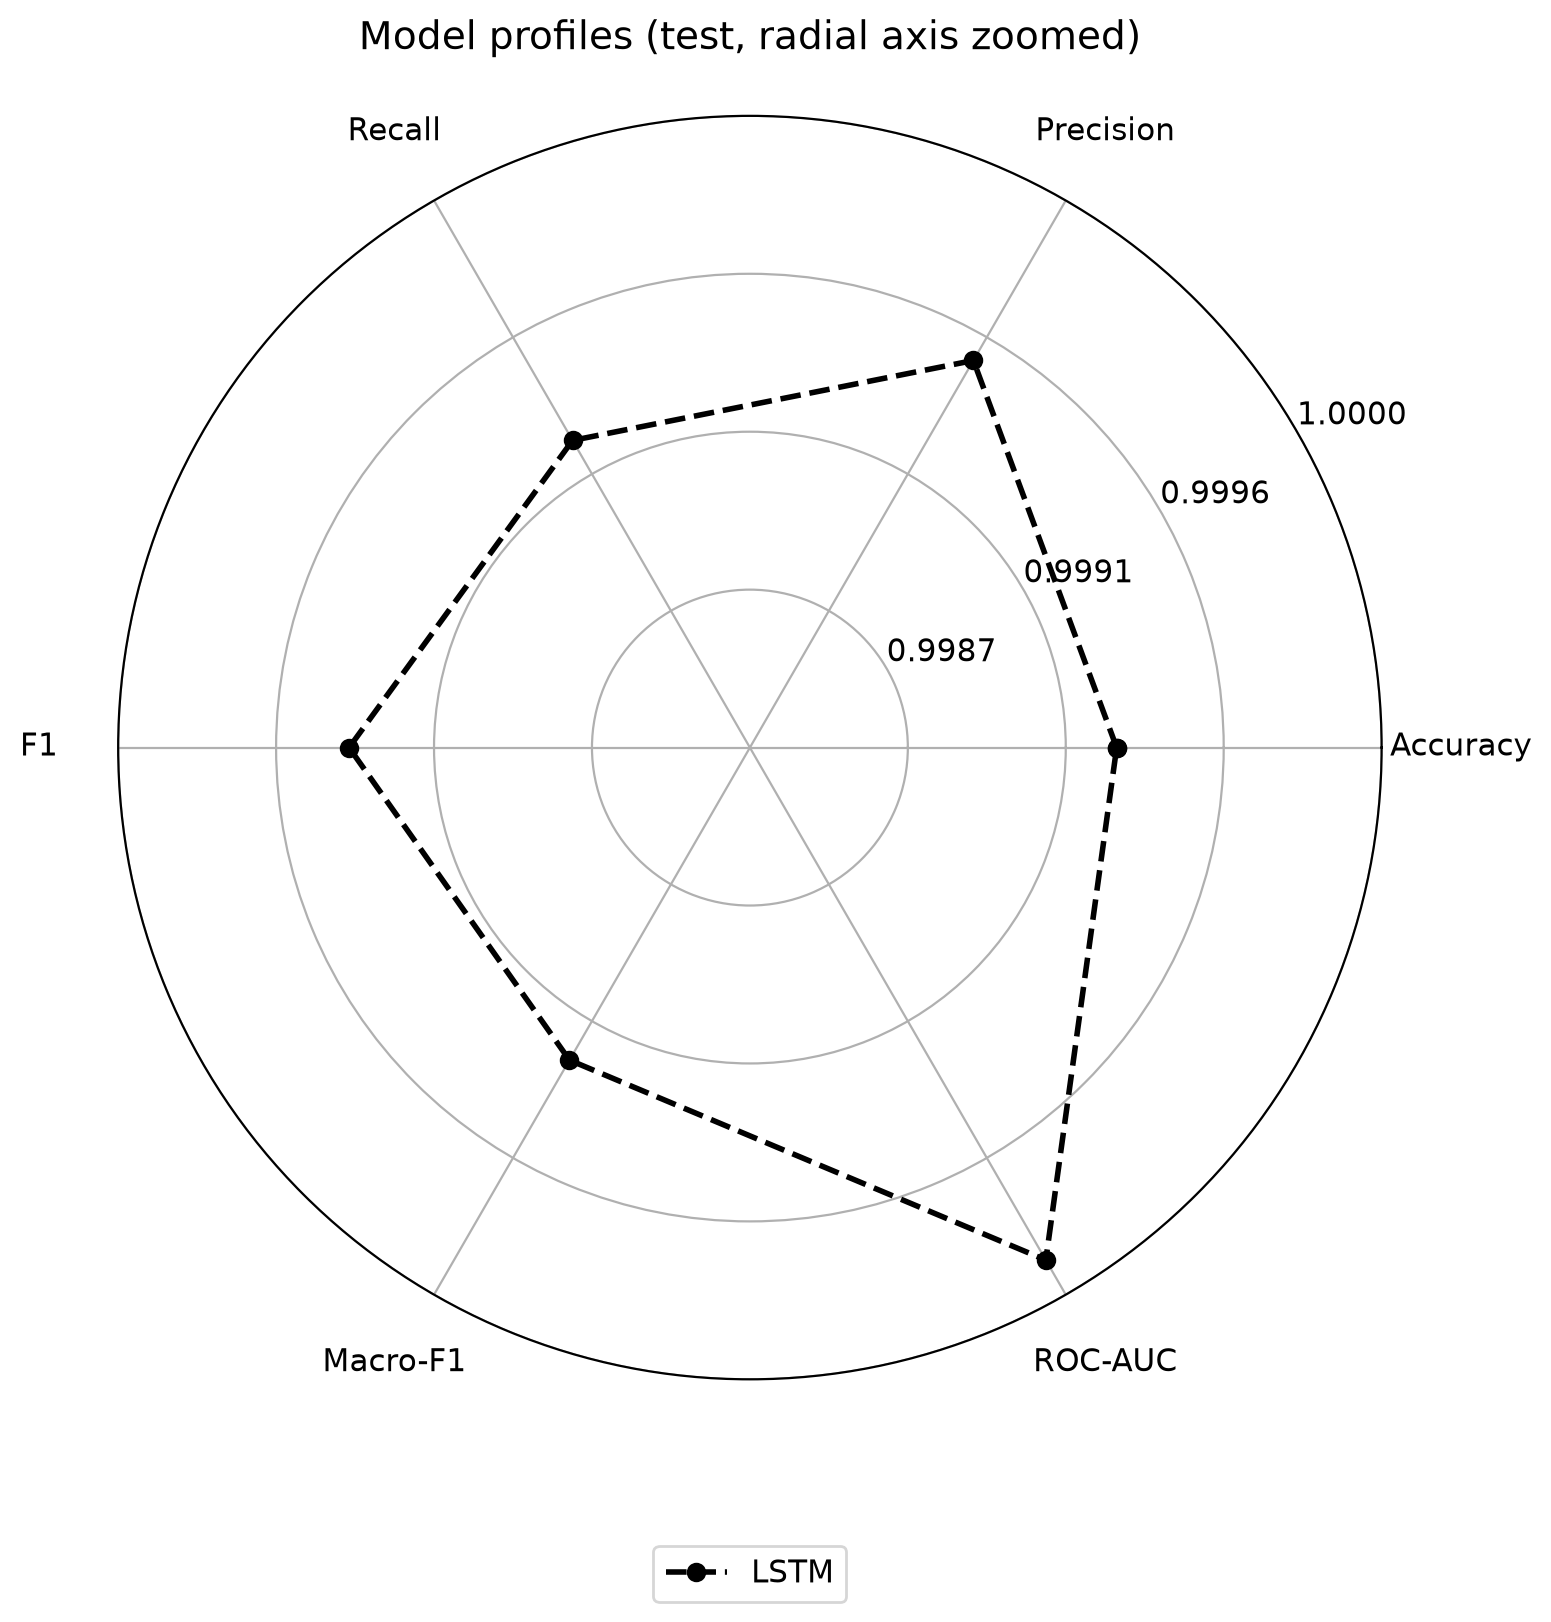 Model profiles (test, radial axis zoomed)
Recall
Precision
1.0000
0.9996
0.9991
0.9987
F1
Accuracy
Macro-F1
ROC-AUC
LSTM